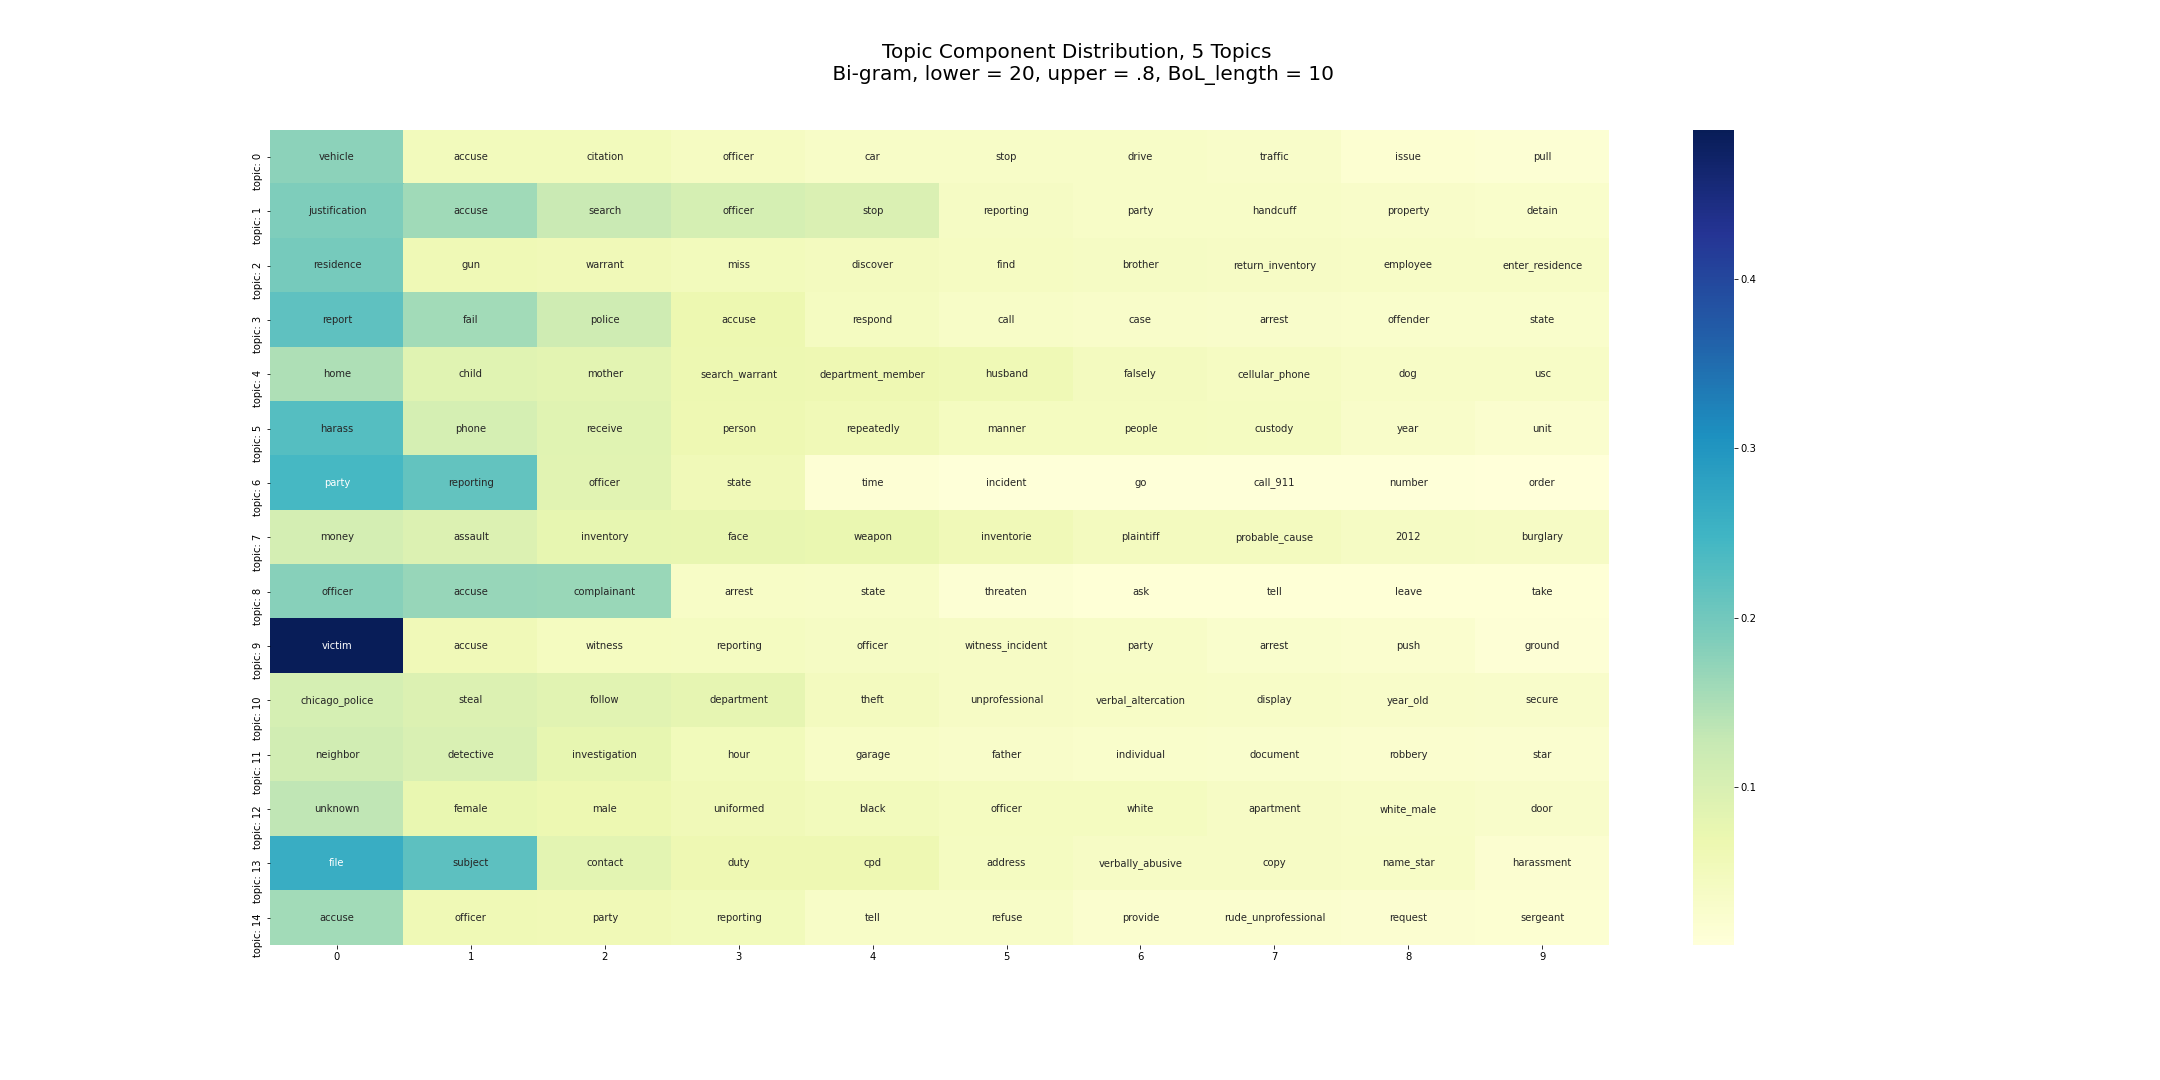 Topic Component Distribution, 5 Topics
Bi-gram, lower = 20, upper = .8, BoL_length = 10
topic: 0 vehicle accuse citation officer car stop drive traffic issue pull
topic: 1 justification accuse search officer stop reporting party handcuff property detain
topic: 2 residence gun warrant miss discover find brother return_inventory employee enter_residence
topic: 3 report fail police accuse respond call case arrest offender state
topic: 4 home child mother search_warrant department_member husband falsely cellular_phone dog usc
topic: 5 harass phone receive person repeatedly manner people custody year unit
topic: 6 party reporting officer state time incident go call_911 number order
topic: 7 money assault inventory face weapon inventorie plaintiff probable_cause 2012 burglary
topic: 8 officer accuse complainant arrest state threaten ask tell leave take
topic: 9 victim accuse witness reporting officer witness_incident party arrest push ground
topic: 10 chicago_police steal follow department theft unprofessional verbal_altercation display year_old secure
topic: 11 neighbor detective investigation hour garage father individual document robbery star
topic: 12 unknown female male uniformed black officer white apartment white_male door
topic: 13 file subject contact duty cpd address verbally_abusive copy name_star harassment
topic: 14 accuse officer party reporting tell refuse provide rude_unprofessional request sergeant
0 1 2 3 4 5 6 7 8 9
0.4
0.3
0.2
0.1